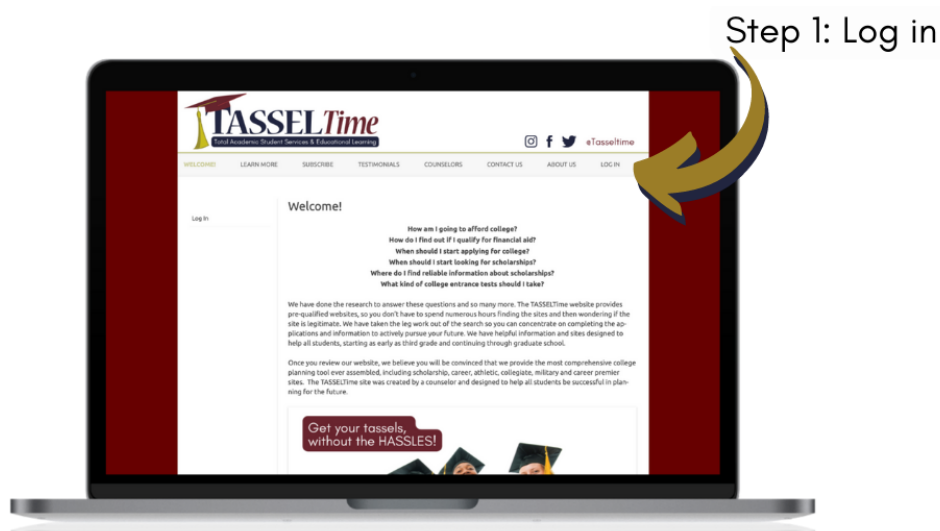 Step 1: Log in
TASSELTime
Total Academic Student Services & Educational Learning
@Tasseltime
WELCOME! LEARN MORE SUBSCRIBE TESTIMONIALS COUNSELORS CONTACT US ABOUT US LOG IN
Log In
Welcome!
How am I going to afford college?
How do I find out if I qualify for financial aid?
When should I start applying for college?
When should I start looking for scholarships?
Where do I find reliable information about scholarships?
What kind of college entrance tests should I take?
We have done the research to answer these questions and so many more. The TASSELTime website provides
pre-qualified websites, so you don't have to spend numerous hours finding the sites and then wondering if the
site is legitimate. We have taken the leg work out of the search so you can concentrate on completing the ap-
plications and information to actively pursue your future. We have helpful information and sites designed to
help all students, starting as early as third grade and continuing through graduate school.
Once you review our website, we believe you will be convinced that we provide the most comprehensive college
planning tool ever assembled, including scholarship, career, athletic, collegiate, military and career premier
sites. The TASSELTime site was created by a counselor and designed to help all students be successful in plan-
ning for the future.
Get your tassels,
without the HASSLES!